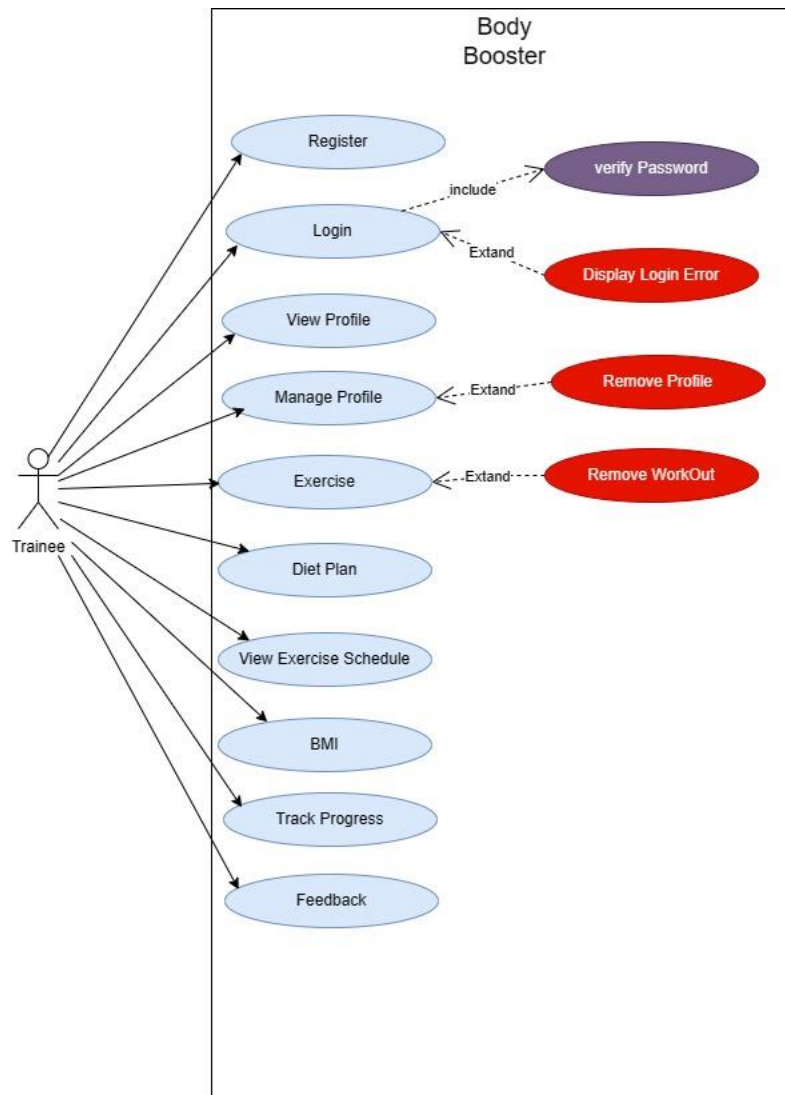 Body
Booster
Register
verify Password
include
Login
Extand
Display Login Error
View Profile
Remove Profile
Extand
Manage Profile
Remove WorkOut
Extand
Exercise
Trainee
Diet Plan
View Exercise Schedule
BMI
Track Progress
Feedback